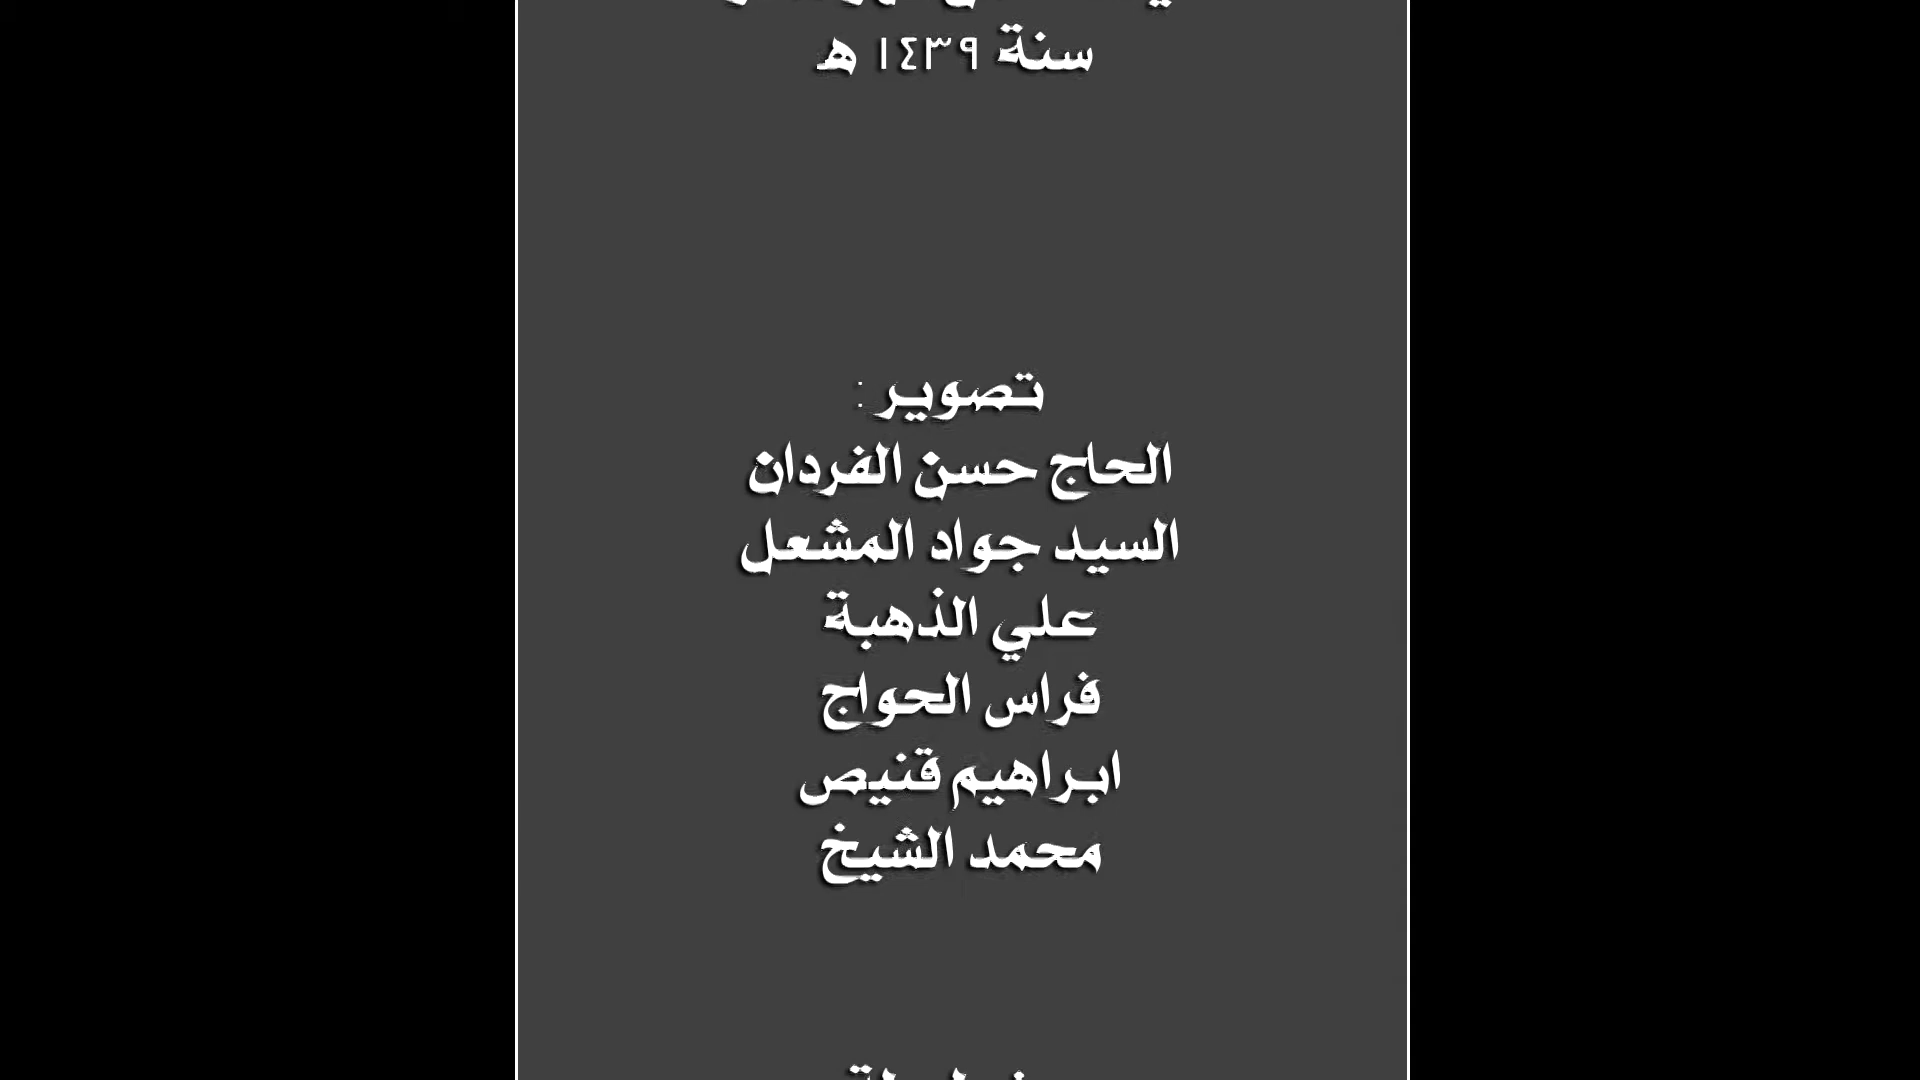 سنة ١٤٣٩ هـ
تصوير :
الحاج حسن الفردان
السيد جواد المشعل
علي الذهبة
فراس الحواج
ابراهيم قنيص
محمد الشيخ